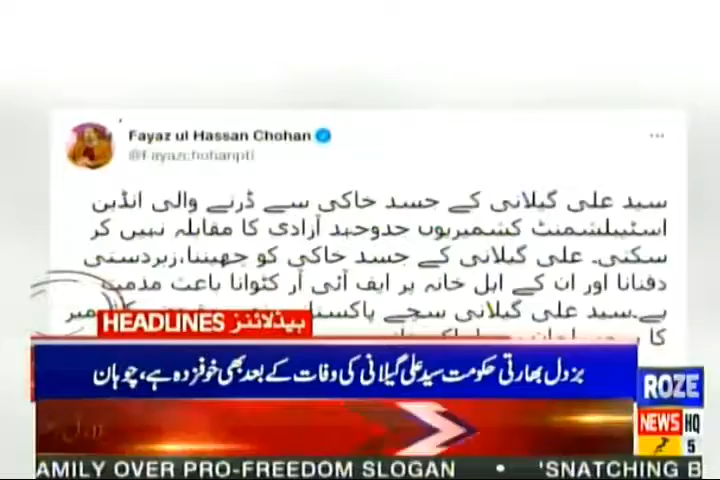 Fayaz ul Hassan Chohan
@Fayazchohanpti
سید علی گیلانی کے جسد خاکی سے ڈرنے والی انڈین
اسٹیبلشمنٹ کشمیریوں جدوجہد آزادی کا مقابلہ نہیں کر
سکتی۔ علی گیلانی کے جسد خاکی کو چھیننا,زبردستی
دفنانا اور ان کے اہل خانہ پر ایف آئی آر کٹوانا باعث مذمت
ہے۔سید علی گیلانی سچے
HEADLINES ہیڈلائنز
بزدل بھارتی حکومت سید علی گیلانی کی وفات کے بعد بھی خوفزدہ ہے، چوہان
ROZE
NEWS HQ
5
AMILY OVER PRO-FREEDOM SLOGAN • 'SNATCHING B